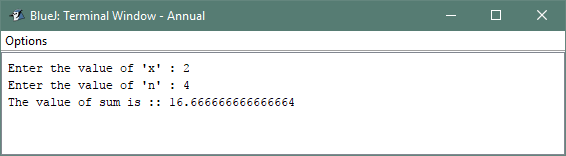 BlueJ: Terminal Window - Annual
Options
Enter the value of 'x' : 2
Enter the value of 'n' : 4
The value of sum is :: 16.666666666666664